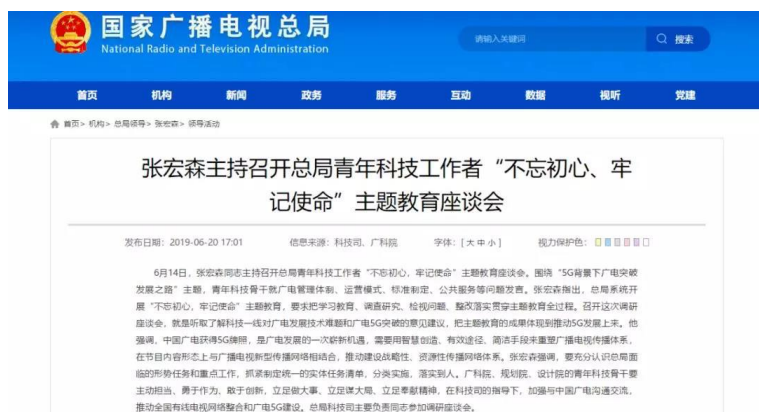 国家广播电视总局
National Radio and Television Administration
请输入关键词
搜索
首页 机构 新闻 政务 服务 互动 数据 视听 党建
首页> 机构> 总局领导> 张宏森> 领导活动
张宏森主持召开总局青年科技工作者“不忘初心、牢
记使命”主题教育座谈会
发布日期：2019-06-20 17:01 信息来源：科技司、广科院 字体：[大 中 小] 视力保护色：
6月14日，张宏森同志主持召开总局青年科技工作者“不忘初心，牢记使命”主题教育座谈会。围绕“5G背景下广电突破
发展之路”主题，青年科技骨干就广电管理体制、运营模式、标准制定、公共服务等问题发言。张宏森指出，总局系统开
展“不忘初心，牢记使命”主题教育，要求把学习教育、调查研究、检视问题、整改落实贯穿主题教育全过程。召开这次调研
座谈会，就是听取了解科技一线对广电发展技术难题和广电5G突破的意见建议，把主题教育的成果体现到推动5G发展上来。他
强调，中国广电获得5G牌照，是广电发展的一次崭新机遇，需要用智慧创造、有效途径、简洁手段来重塑广播电视传播体系，
在节目内容形态上与广播电视新型传播网络相结合，推动建设战略性、资源性传播网络体系。张宏森强调，要充分认识总局面
临的形势任务和重点工作，抓紧制定统一的实体任务清单，分类实施，落实到人。广科院、规划院、设计院的青年科技骨干要
主动担当、勇于作为，敢于创新，立足做大事、立足谋大局、立足奉献精神，在科技司的指导下，加强与中国广电沟通交流，
推动全国有线电视网络整合和广电5G建设。总局科技司主要负责同志参加调研座谈会。